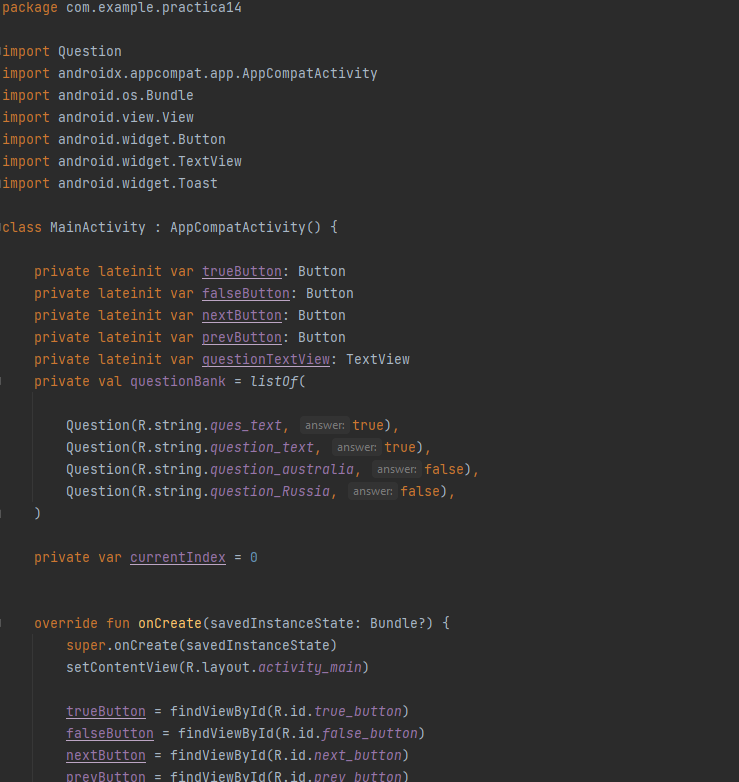 package com.example.practica14
import Question
import androidx.appcompat.app.AppCompatActivity
import android.os.Bundle
import android.view.View
import android.widget.Button
import android.widget.TextView
import android.widget.Toast
class MainActivity : AppCompatActivity() {
private lateinit var trueButton: Button
private lateinit var falseButton: Button
private lateinit var nextButton: Button
private lateinit var prevButton: Button
private lateinit var questionTextView: TextView
private val questionBank = listOf(
Question(R.string.ques_text, answer: true),
Question(R.string.question_text, answer: true),
Question(R.string.question_australia, answer: false),
Question(R.string.question_Russia, answer: false),
)
private var currentIndex = 0
override fun onCreate(savedInstanceState: Bundle?) {
super.onCreate(savedInstanceState)
setContentView(R.layout.activity_main)
trueButton = findViewById(R.id.true_button)
falseButton = findViewById(R.id.false_button)
nextButton = findViewById(R.id.next_button)
prevButton = findViewById(R.id.prev_button)